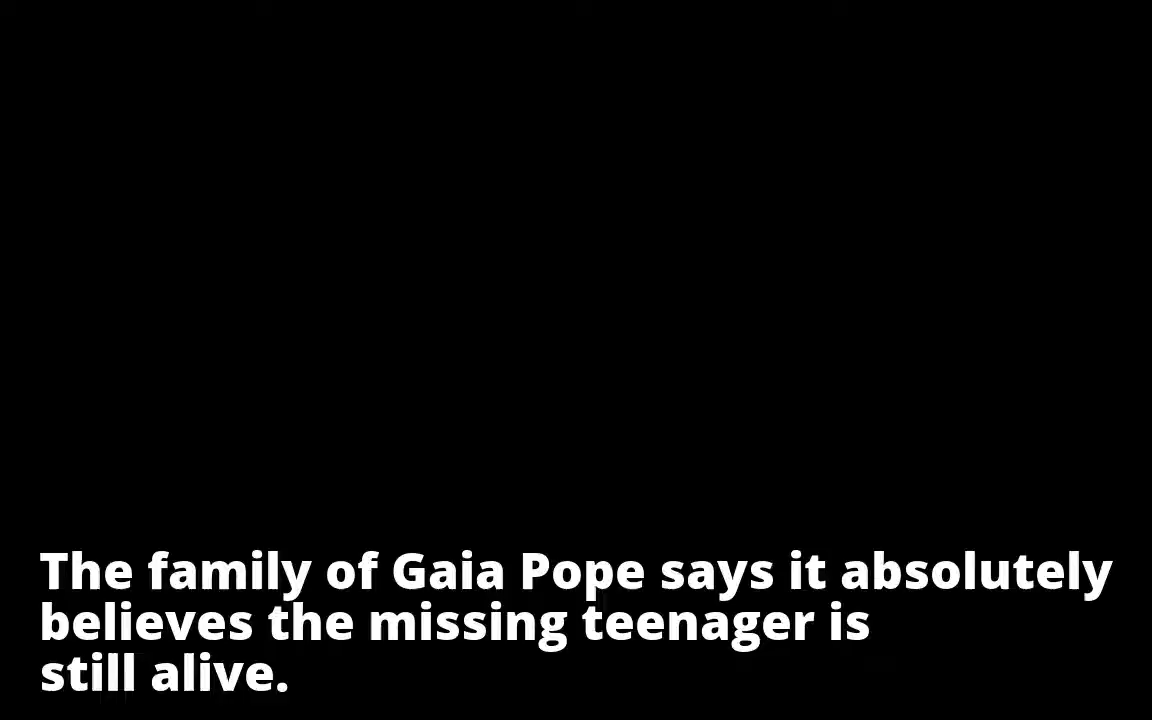 The family of Gaia Pope says it absolutely
believes the missing teenager is
still alive.